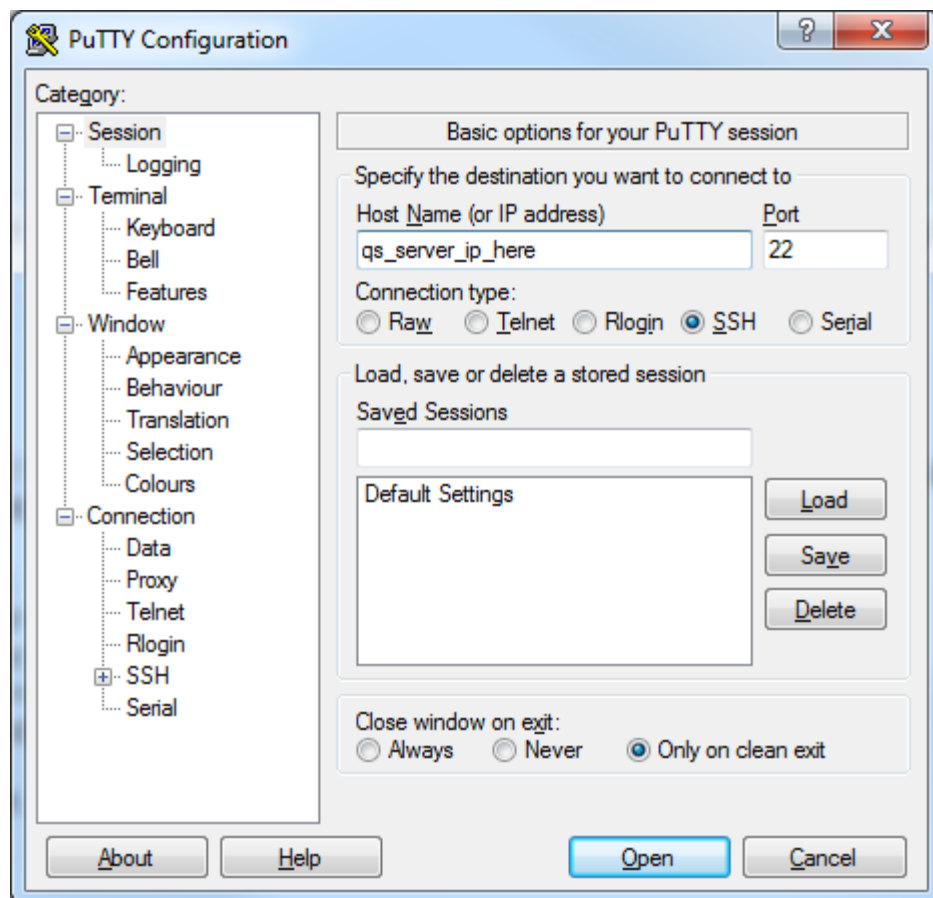 PuTTY Configuration
Category:
Session
Logging
Terminal
Keyboard
Bell
Features
Window
Appearance
Behaviour
Translation
Selection
Colours
Connection
Data
Proxy
Telnet
Rlogin
SSH
Serial
Basic options for your PuTTY session
Specify the destination you want to connect to
Host Name (or IP address) Port
qs_server_ip_here 22
Connection type:
Raw Telnet Rlogin SSH Serial
Load, save or delete a stored session
Saved Sessions
Default Settings
Load
Save
Delete
Close window on exit:
Always Never Only on clean exit
About Help Open Cancel